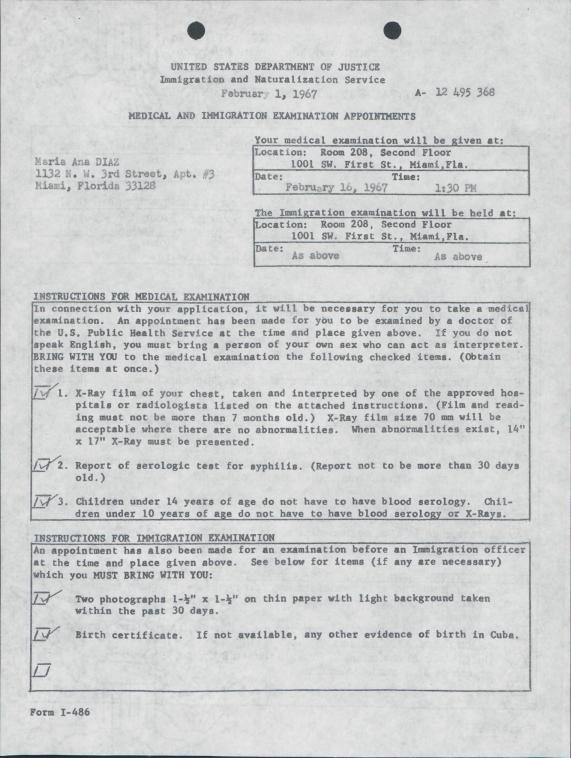 UNITED STATES DEPARTMENT OF JUSTICE
Immigration and Naturalization Service
February 1, 1967
A- 12 495 368
MEDICAL AND IMMIGRATION EXAMINATION APPOINTMENTS
Maria Ana DIAZ
1132 N. W. 3rd Street, Apt. #3
Miami, Florida 33128
Your medical examination will be given at:
Location: Room 208, Second Floor
1001 SW. First St., Miami,Fla.
Date: Time:
February 16, 1967 1:30 PM
The Immigration examination will be held at:
Location: Room 208, Second Floor
1001 SW. First St., Miami,Fla.
Date: Time:
As above As above
INSTRUCTIONS FOR MEDICAL EXAMINATION
In connection with your application, it will be necessary for you to take a medical
examination. An appointment has been made for you to be examined by a doctor of
the U.S. Public Health Service at the time and place given above. If you do not
speak English, you must bring a person of your own sex who can act as interpreter.
BRING WITH YOU to the medical examination the following checked items. (Obtain
these items at once.)
1. X-Ray film of your chest, taken and interpreted by one of the approved hos-
pitals or radiologists listed on the attached instructions. (Film and read-
ing must not be more than 7 months old.) X-Ray film size 70 mm will be
acceptable where there are no abnormalities. When abnormalities exist, 14"
x 17" X-Ray must be presented.
2. Report of serologic test for syphilis. (Report not to be more than 30 days
old.)
3. Children under 14 years of age do not have to have blood serology. Chil-
dren under 10 years of age do not have to have blood serology or X-Rays.
INSTRUCTIONS FOR IMMIGRATION EXAMINATION
An appointment has also been made for an examination before an Immigration officer
at the time and place given above. See below for items (if any are necessary)
which you MUST BRING WITH YOU:
Two photographs 1-½" x 1-½" on thin paper with light background taken
within the past 30 days.
Birth certificate. If not available, any other evidence of birth in Cuba.
Form I-486